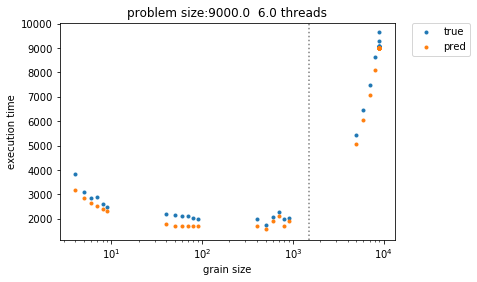 problem size:9000.0  6.0 threads
true
pred
execution time
10000
9000
8000
7000
6000
5000
4000
3000
2000
10¹
10²
10³
10⁴
grain size